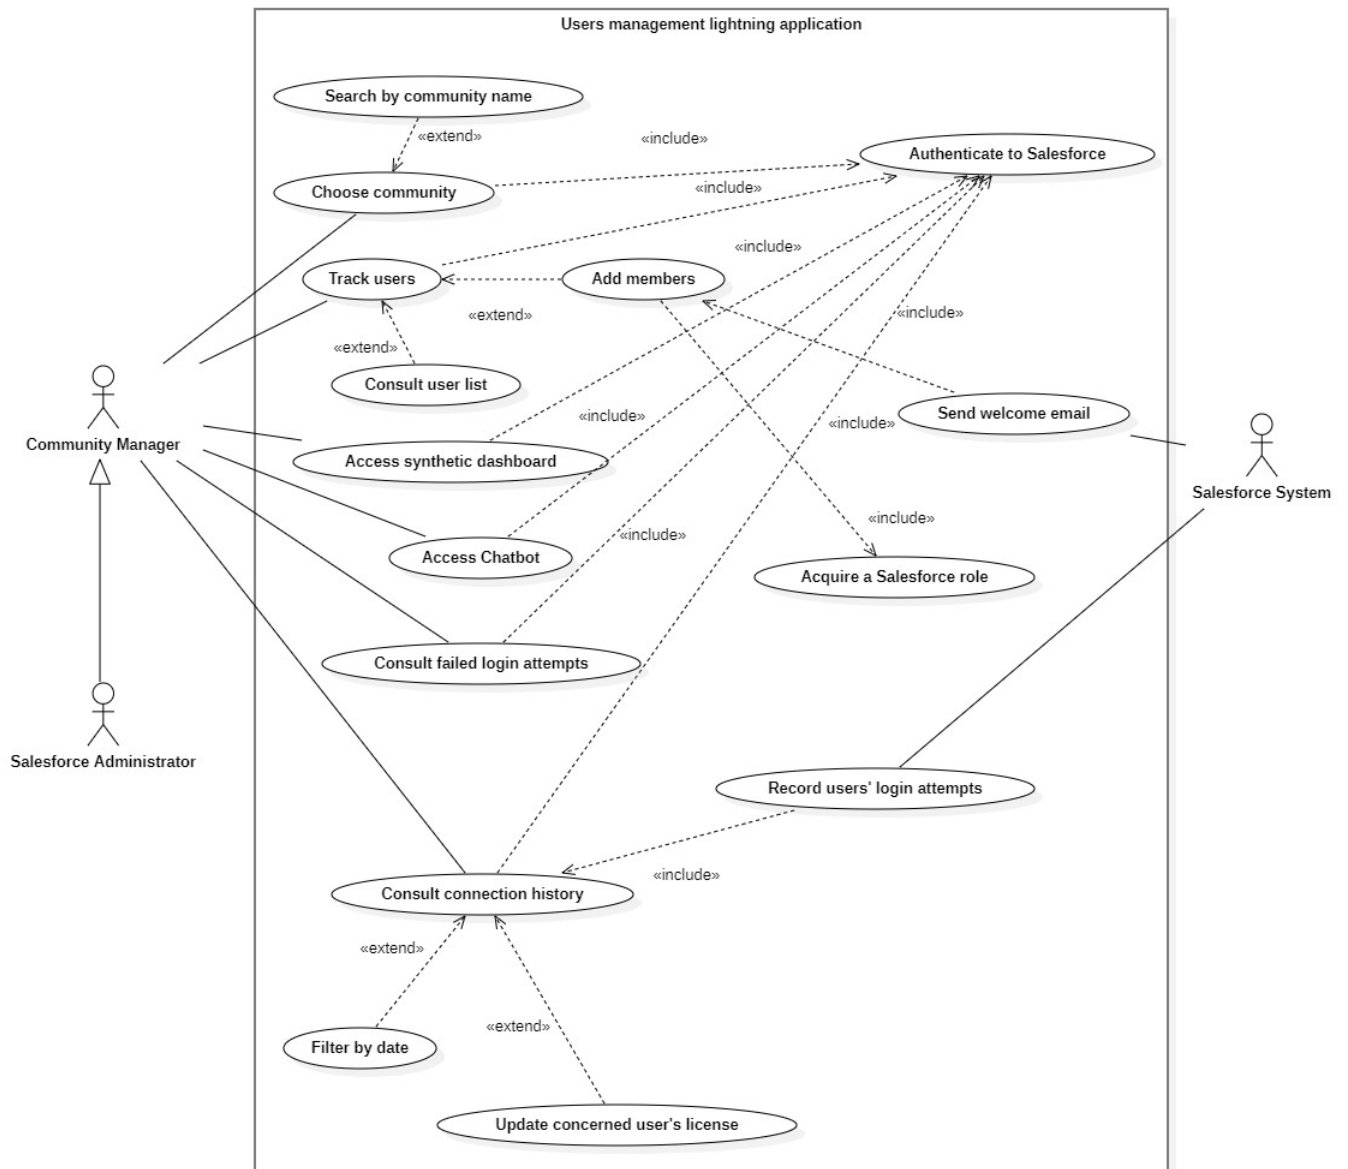 Users management lightning application
Search by community name
«extend»
«include»
Authenticate to Salesforce
Choose community
«include»
«include»
Track users
Add members
«extend»
«include»
«extend»
Consult user list
Send welcome email
«include»
«include»
Community Manager
Access synthetic dashboard
Salesforce System
«include»
«include»
Access Chatbot
Acquire a Salesforce role
Consult failed login attempts
Salesforce Administrator
Record users' login attempts
«include»
Consult connection history
«extend»
«extend»
Filter by date
Update concerned user's license